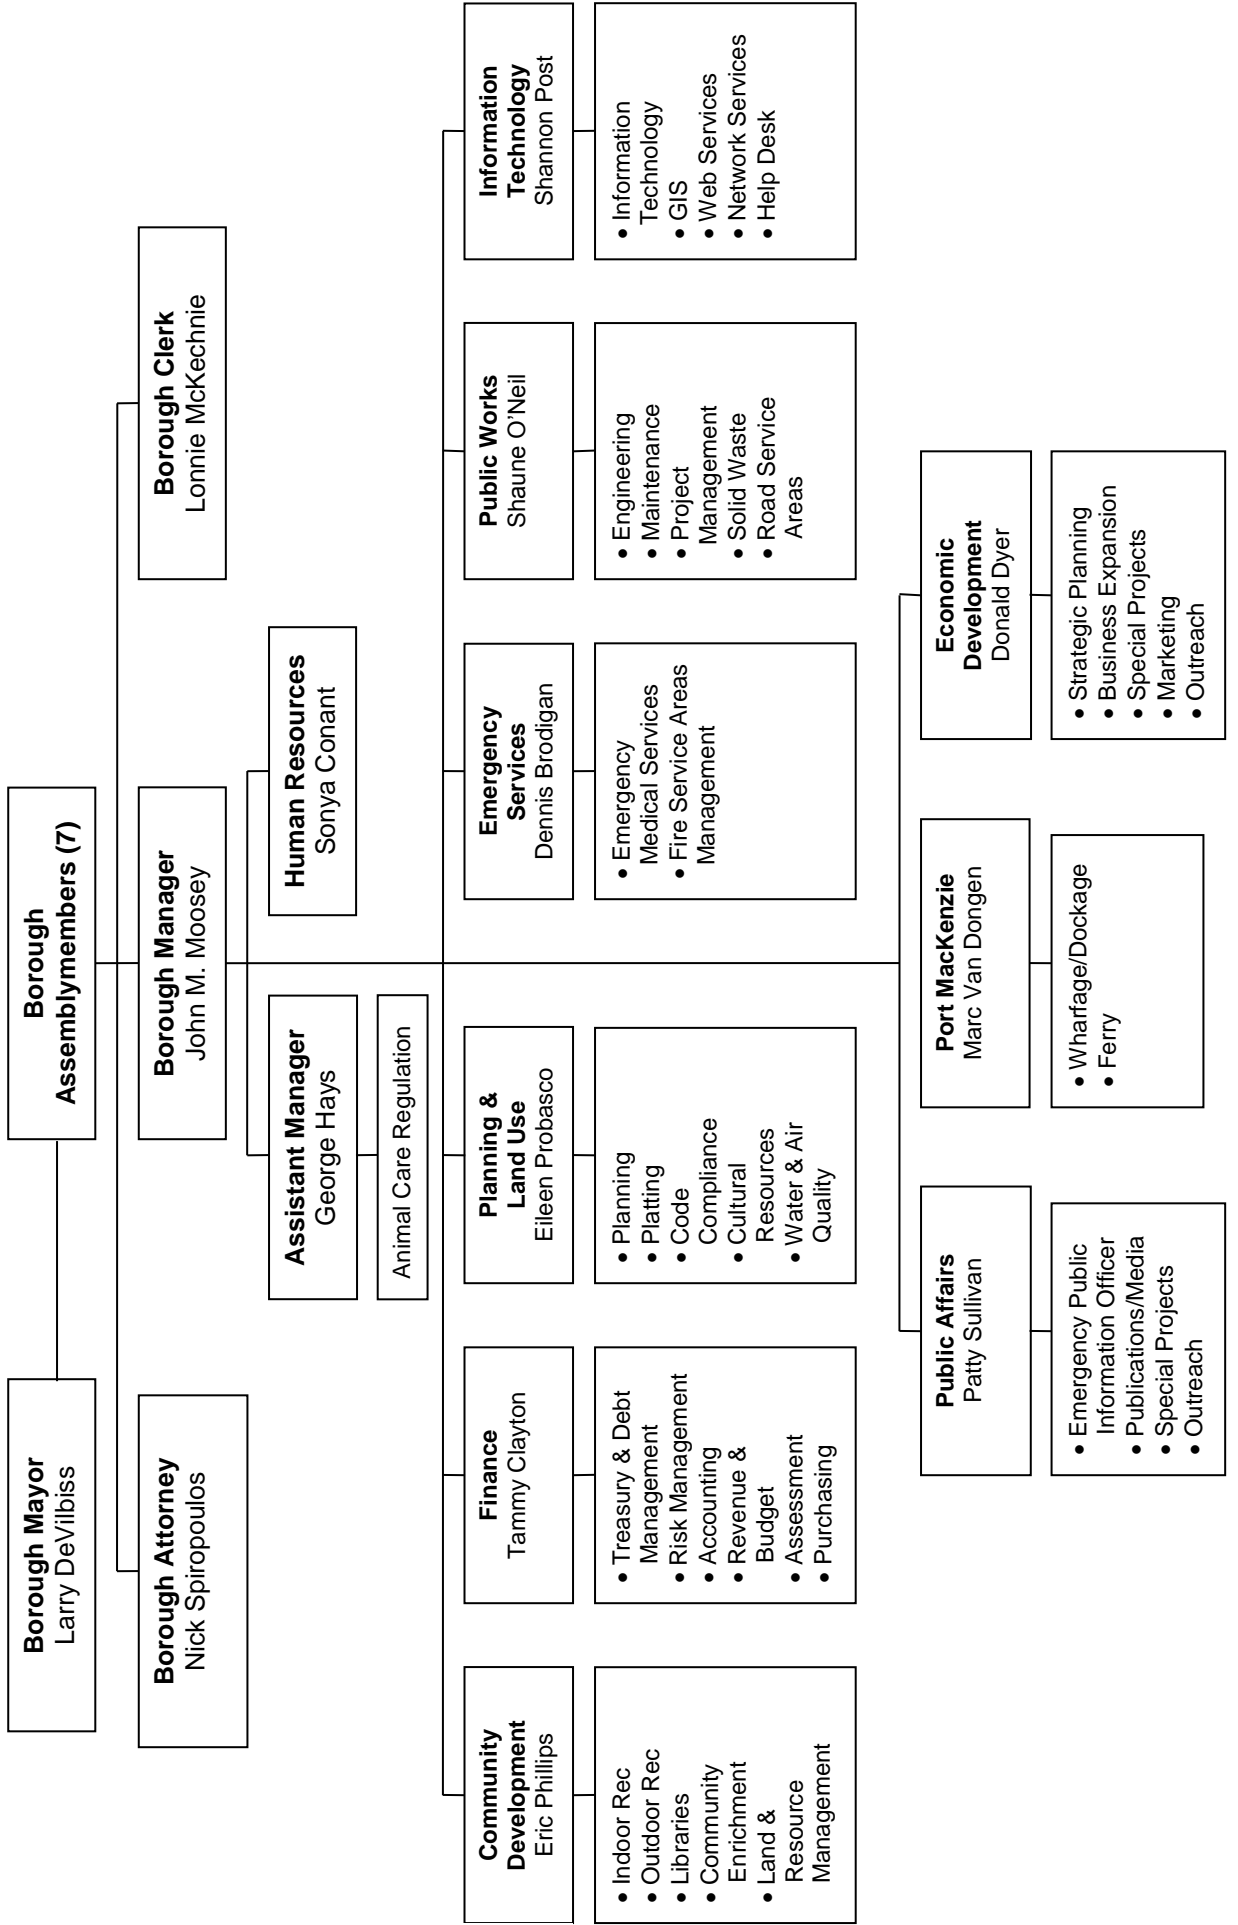 Borough Mayor
Larry DeVilbiss
Borough
Assemblymembers (7)
Borough Attorney
Nick Spiropoulos
Borough Manager
John M. Moosey
Borough Clerk
Lonnie McKechnie
Assistant Manager
George Hays
Human Resources
Sonya Conant
Animal Care Regulation
Community
Development
Eric Phillips
Finance
Tammy Clayton
Planning &
Land Use
Eileen Probasco
Emergency
Services
Dennis Brodigan
Public Works
Shaune O’Neil
Information
Technology
Shannon Post
• Indoor Rec
• Outdoor Rec
• Libraries
• Community
Enrichment
• Land &
Resource
Management
• Treasury & Debt
Management
• Risk Management
• Accounting
• Revenue &
Budget
• Assessment
• Purchasing
• Planning
• Platting
• Code
Compliance
• Cultural
Resources
• Water & Air
Quality
• Emergency
Medical Services
• Fire Service Areas
Management
• Engineering
• Maintenance
• Project
Management
• Solid Waste
• Road Service
Areas
• Information
Technology
• GIS
• Web Services
• Network Services
• Help Desk
Public Affairs
Patty Sullivan
Port MacKenzie
Marc Van Dongen
Economic
Development
Donald Dyer
• Emergency Public
Information Officer
• Publications/Media
• Special Projects
• Outreach
• Wharfage/Dockage
• Ferry
• Strategic Planning
• Business Expansion
• Special Projects
• Marketing
• Outreach